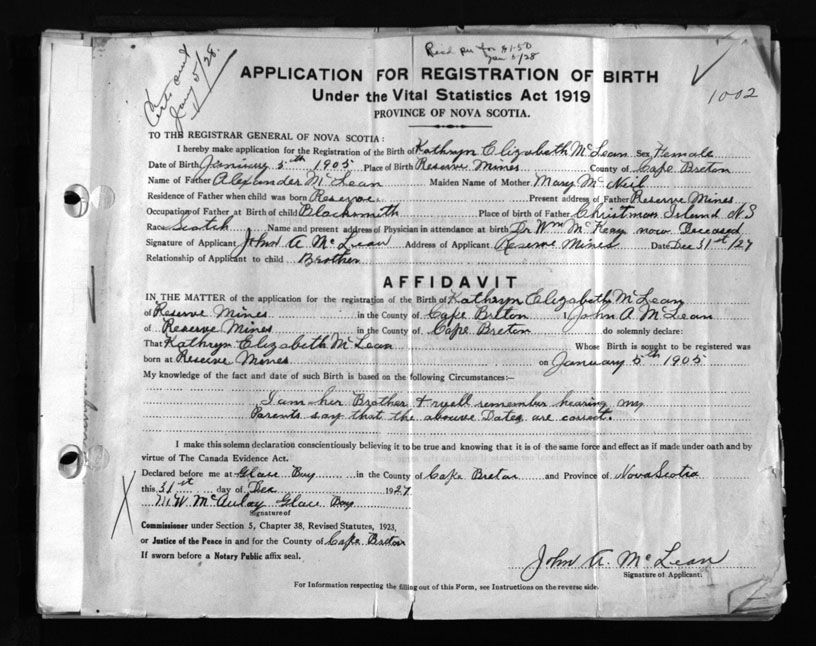 Cert. sent
Jany 5/28.
Recd per for $1.50
Jan 5/28
1002
APPLICATION FOR REGISTRATION OF BIRTH
Under the Vital Statistics Act 1919
PROVINCE OF NOVA SCOTIA.
TO THE REGISTRAR GENERAL OF NOVA SCOTIA:
I hereby make application for the Registration of the Birth of Kathryn Elizabeth McLean Sex Female
Date of Birth January 5th 1905 Place of Birth Reserve Mines County of Cape Breton
Name of Father Alexander McLean Maiden Name of Mother Mary McNeil
Residence of Father when child was born Reserve Present address of Father Reserve Mines
Occupation of Father at Birth of child Blacksmith Place of birth of Father Christmas Island N.S
Race Scotch Name and present address of Physician in attendance at birth Dr Wm McKeay now Deceased
Signature of Applicant John A McLean Address of Applicant Reserve Mines Date Dec 31st/27
Relationship of Applicant to child Brother
AFFIDAVIT
IN THE MATTER of the application for the registration of the Birth of Kathryn Elizabeth McLean
of Reserve Mines in the County of Cape Breton I, John A McLean
of Reserve Mines in the County of Cape Breton do solemnly declare:
That Kathryn Elizabeth McLean Whose Birth is sought to be registered was
born at Reserve Mines on January 5th 1905
My knowledge of the fact and date of such Birth is based on the following Circumstances:—
I am her Brother & well remember hearing my
Parents say that the above Dates are correct.
I make this solemn declaration conscientiously believing it to be true and knowing that it is of the same force and effect as if made under oath and by
virtue of The Canada Evidence Act.
Declared before me at Glace Bay in the County of Cape Breton and Province of Nova Scotia
this 31st day of Dec 1927
W McAulay Glace Bay
Signature of
Commissioner under Section 5, Chapter 38, Revised Statutes, 1923,
or Justice of the Peace in and for the County of Cape Breton
If sworn before a Notary Public affix seal.
John A. McLean
Signature of Applicant.
For Information respecting the filling out of this Form, see Instructions on the reverse side.